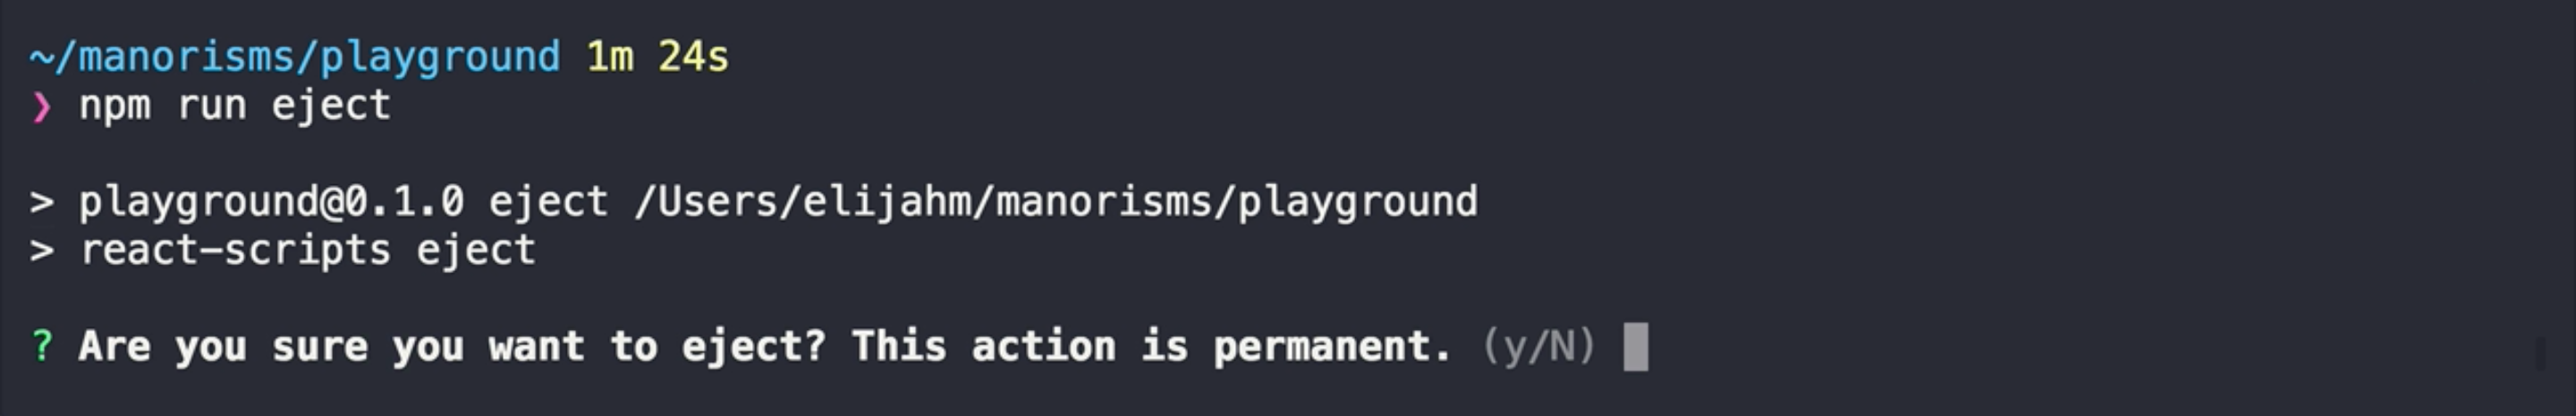 ~/manorisms/playground 1m 24s
❯ npm run eject
> playground@0.1.0 eject /Users/elijahm/manorisms/playground
> react-scripts eject
? Are you sure you want to eject? This action is permanent. (y/N)